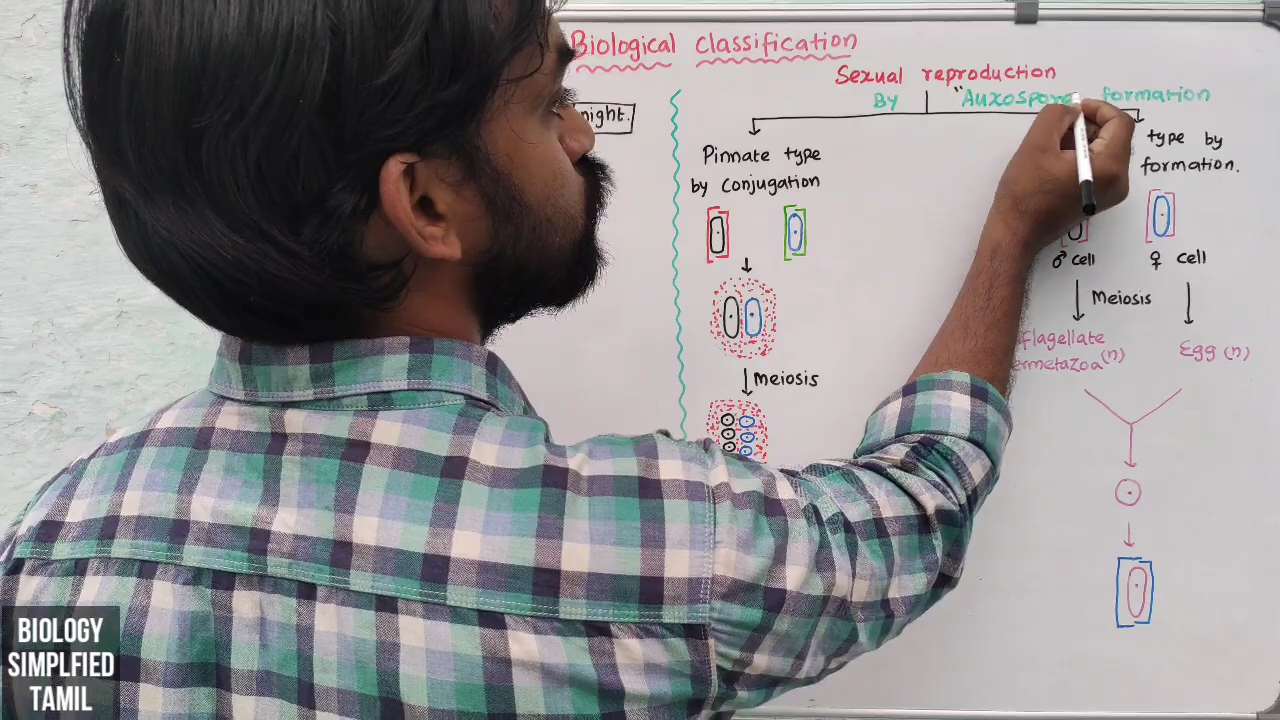 Biological classification
Sexual reproduction
By "Auxospore formation
night.
Pinnate type
by conjugation
type by
formation.
♂ cell
♀ cell
Meiosis
flagellate
ermetazoa (n)
Egg (n)
Meiosis
BIOLOGY
SIMPLFIED
TAMIL